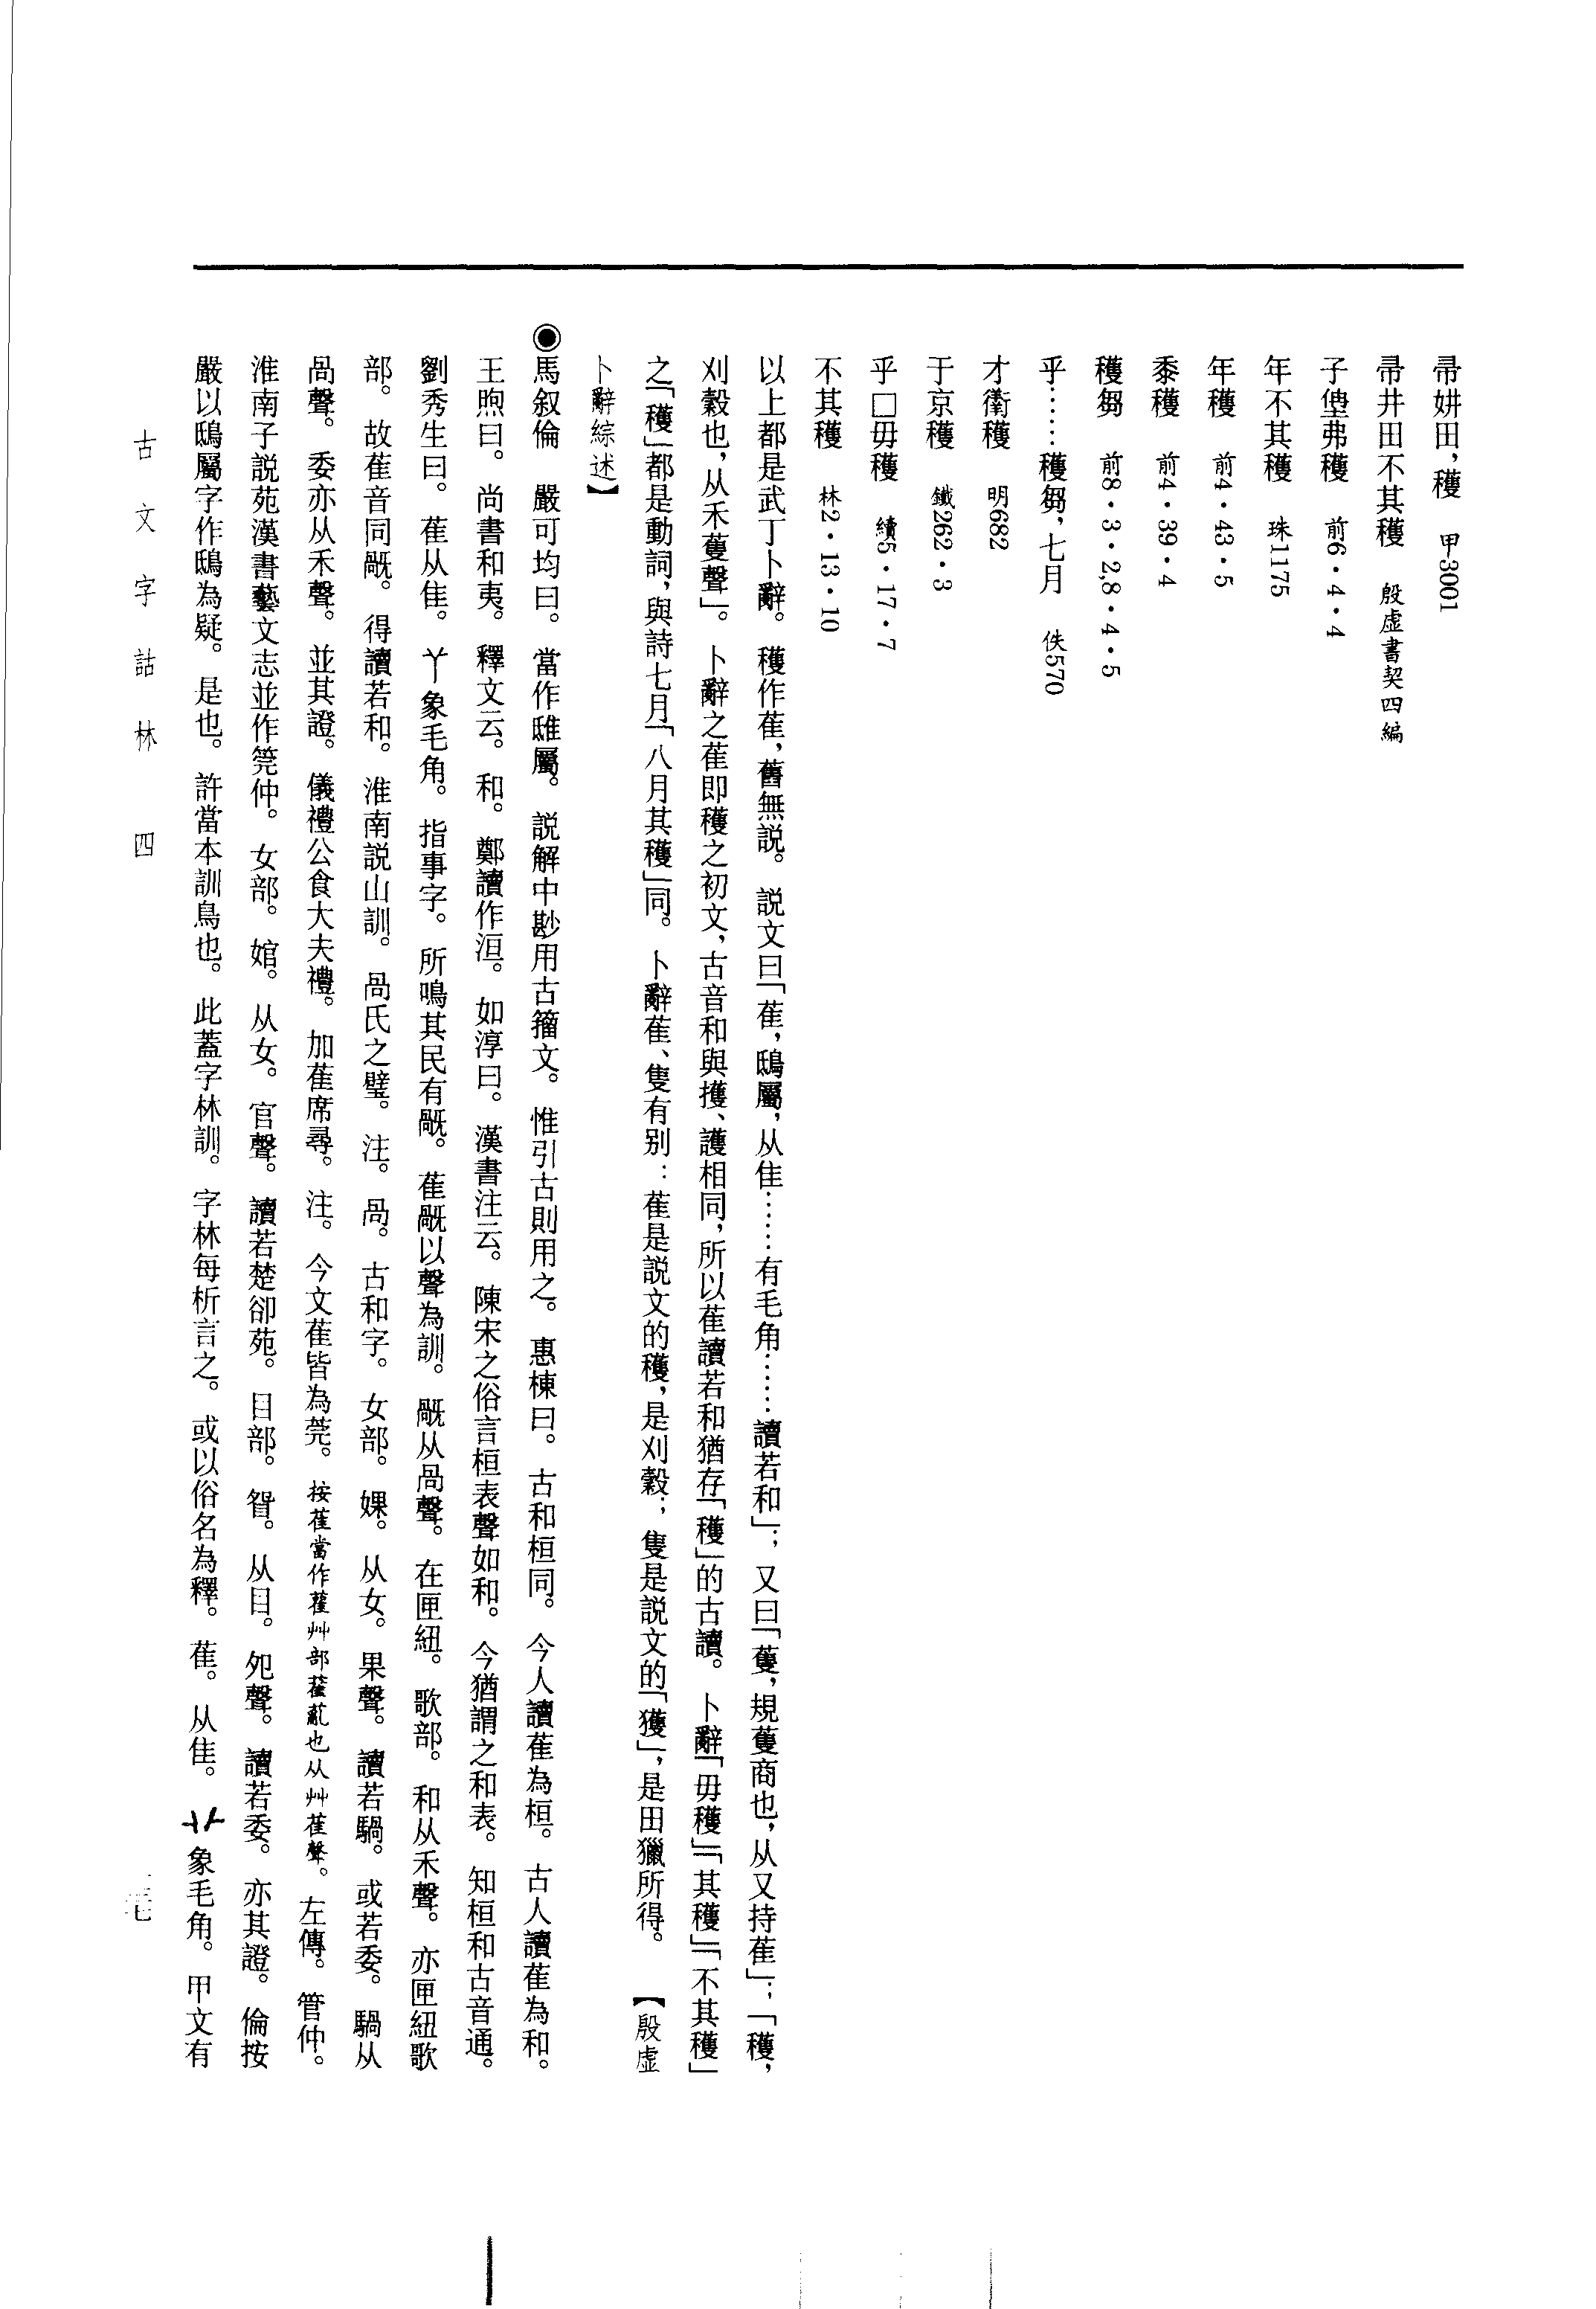 帚妌田，穫　甲3001
帚井田不其穫　殷虛書契四編
子弗穫　前6·4·4
年不其穫　珠1175
年穫　前4·43·5
黍穫　前4·39·4
穫芻　前8·3·2,8·4·5
乎……穫芻，七月　佚570
才穫　明682
于京穫　鐵262·3
乎□毋穫　續5·17·7
不其穫　林2·13·10
以上都是武丁卜辭。穫作萑，舊無説。説文曰「萑，鴟屬，从隹……有毛角……讀若和」；又曰「蒦，規蒦商也，从又持萑」；「穫，
刈穀也，从禾蒦聲」。卜辭之萑即穫之初文，古音和與擭、護相同，所以萑讀若和猶存「穫」的古讀。卜辭「毋穫」「其穫」「不其穫」
之「穫」都是動詞，與詩七月「八月其穫」同。卜辭萑、隻有别：萑是説文的穫，是刈穀；隻是説文的「獲」，是田獵所得。【殷虛
卜辭綜述】
◉馬叙倫　嚴可均曰。當作雎屬。説解中尠用古籀文。惟引古則用之。惠棟曰。古和桓同。今人讀萑為桓。古人讀萑為和。
王煦曰。尚書和夷。釋文云。和。鄭讀作洹。如淳曰。漢書注云。陳宋之俗言桓表聲如和。今猶謂之和表。知桓和古音通。
劉秀生曰。萑从隹。丫象毛角。指事字。所鳴其民有旤。萑旤以聲為訓。旤从咼聲。在匣紐。歌部。和从禾聲。亦匣紐歌
部。故萑音同旤。得讀若和。淮南説山訓。咼氏之璧。注。咼。古和字。女部。婐。从女。果聲。讀若騧。或若委。騧从
咼聲。委亦从禾聲。並其證。儀禮公食大夫禮。加萑席尋。注。今文萑皆為莞。按萑當作雚艸部雚薍也从艸萑聲。左傳。管仲。
淮南子説苑漢書藝文志並作筦仲。女部。婠。从女。官聲。讀若楚卻苑。目部。眢。从目。夗聲。讀若委。亦其證。倫按
嚴以鴟屬字作鴟為疑。是也。許當本訓鳥也。此蓋字林訓。字林每析言之。或以俗名為釋。萑。从隹。象毛角。甲文有
古文字詁林　四